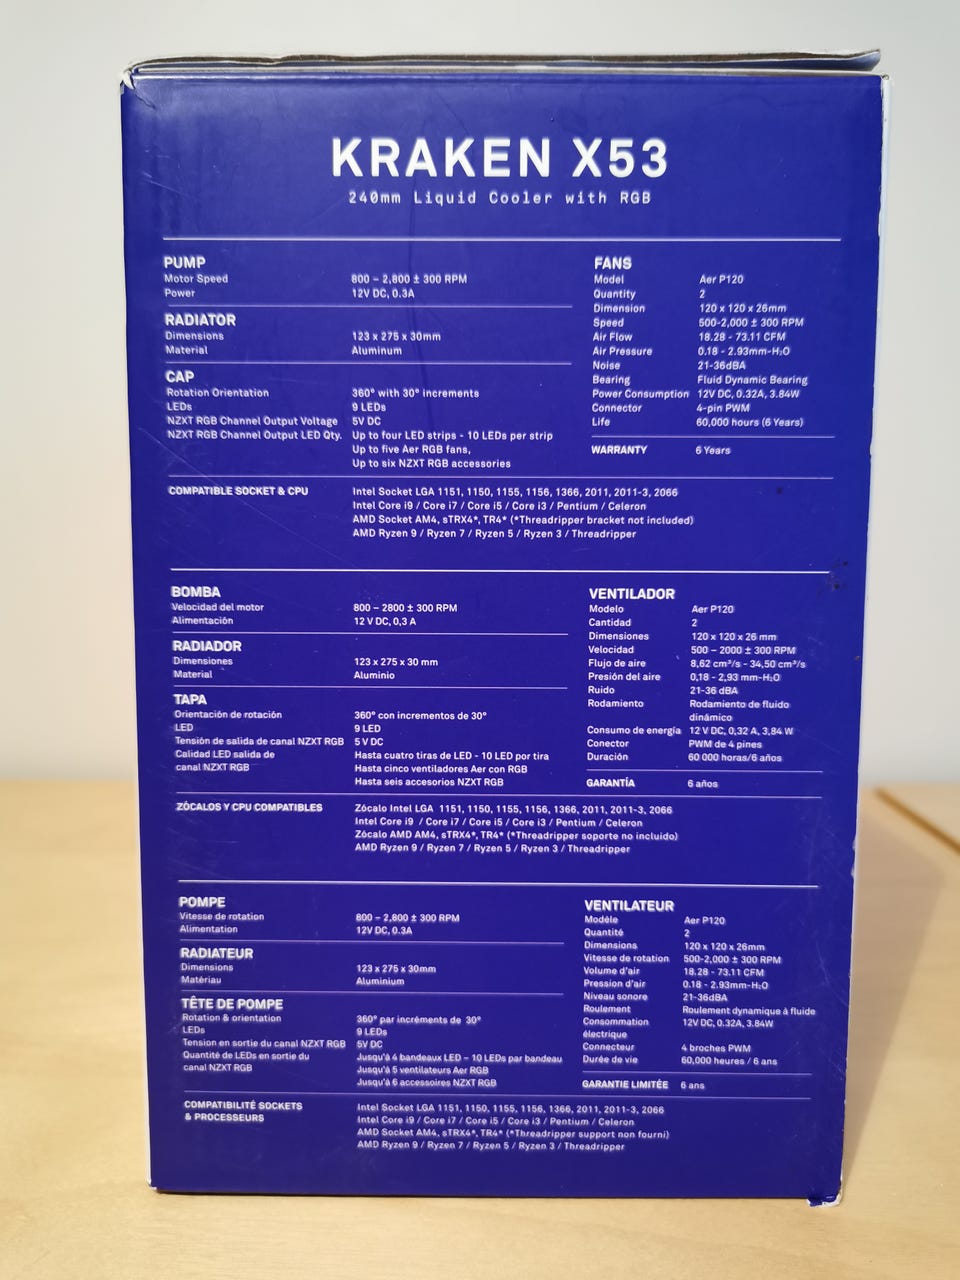 KRAKEN X53
240mm Liquid Cooler with RGB
PUMP
Motor Speed 800 – 2,800 ± 300 RPM
Power 12V DC, 0.3A
RADIATOR
Dimensions 123 x 275 x 30mm
Material Aluminum
CAP
Rotation Orientation 360° with 30° increments
LEDs 9 LEDs
NZXT RGB Channel Output Voltage 5V DC
NZXT RGB Channel Output LED Qty. Up to four LED strips - 10 LEDs per strip
Up to five Aer RGB fans,
Up to six NZXT RGB accessories
FANS
Model Aer P120
Quantity 2
Dimension 120 x 120 x 26mm
Speed 500-2,000 ± 300 RPM
Air Flow 18.28 - 73.11 CFM
Air Pressure 0.18 - 2.93mm-H₂O
Noise 21-36dBA
Bearing Fluid Dynamic Bearing
Power Consumption 12V DC, 0.32A, 3.84W
Connector 4-pin PWM
Life 60,000 hours (6 Years)
WARRANTY 6 Years
COMPATIBLE SOCKET & CPU Intel Socket LGA 1151, 1150, 1155, 1156, 1366, 2011, 2011-3, 2066
Intel Core i9 / Core i7 / Core i5 / Core i3 / Pentium / Celeron
AMD Socket AM4, sTRX4*, TR4* (*Threadripper bracket not included)
AMD Ryzen 9 / Ryzen 7 / Ryzen 5 / Ryzen 3 / Threadripper
BOMBA
Velocidad del motor 800 – 2800 ± 300 RPM
Alimentación 12 V DC, 0,3 A
RADIADOR
Dimensiones 123 x 275 x 30 mm
Material Aluminio
TAPA
Orientación de rotación 360° con incrementos de 30°
LED 9 LED
Tensión de salida de canal NZXT RGB 5 V DC
Calidad LED salida de Hasta cuatro tiras de LED - 10 LED por tira
canal NZXT RGB Hasta cinco ventiladores Aer con RGB
Hasta seis accesorios NZXT RGB
VENTILADOR
Modelo Aer P120
Cantidad 2
Dimensiones 120 x 120 x 26 mm
Velocidad 500 – 2000 ± 300 RPM
Flujo de aire 8,62 cm³/s - 34,50 cm³/s
Presión del aire 0,18 - 2,93 mm-H₂O
Ruido 21-36 dBA
Rodamiento Rodamiento de fluido
dinámico
Consumo de energía 12 V DC, 0,32 A, 3,84 W
Conector PWM de 4 pines
Duración 60 000 horas/6 años
GARANTÍA 6 años
ZÓCALOS Y CPU COMPATIBLES Zócalo Intel LGA 1151, 1150, 1155, 1156, 1366, 2011, 2011-3, 2066
Intel Core i9 / Core i7 / Core i5 / Core i3 / Pentium / Celeron
Zócalo AMD AM4, sTRX4*, TR4* (*Threadripper soporte no incluido)
AMD Ryzen 9 / Ryzen 7 / Ryzen 5 / Ryzen 3 / Threadripper
POMPE
Vitesse de rotation 800 – 2,800 ± 300 RPM
Alimentation 12V DC, 0.3A
RADIATEUR
Dimensions 123 x 275 x 30mm
Matériau Aluminium
TÊTE DE POMPE
Rotation & orientation 360° par incréments de 30°
LEDs 9 LEDs
Tension en sortie du canal NZXT RGB 5V DC
Quantité de LEDs en sortie du Jusqu'à 4 bandeaux LED – 10 LEDs par bandeau
canal NZXT RGB Jusqu'à 5 ventilateurs Aer RGB
Jusqu'à 6 accessoires NZXT RGB
VENTILATEUR
Modèle Aer P120
Quantité 2
Dimensions 120 x 120 x 26mm
Vitesse de rotation 500-2,000 ± 300 RPM
Volume d'air 18.28 - 73.11 CFM
Pression d'air 0.18 - 2.93mm-H₂O
Niveau sonore 21-36dBA
Roulement Roulement dynamique à fluide
Consommation 12V DC, 0.32A, 3.84W
électrique
Connecteur 4 broches PWM
Durée de vie 60,000 heures / 6 ans
GARANTIE LIMITÉE 6 ans
COMPATIBILITÉ SOCKETS Intel Socket LGA 1151, 1150, 1155, 1156, 1366, 2011, 2011-3, 2066
& PROCESSEURS Intel Core i9 / Core i7 / Core i5 / Core i3 / Pentium / Celeron
AMD Socket AM4, sTRX4*, TR4* (*Threadripper support non fourni)
AMD Ryzen 9 / Ryzen 7 / Ryzen 5 / Ryzen 3 / Threadripper